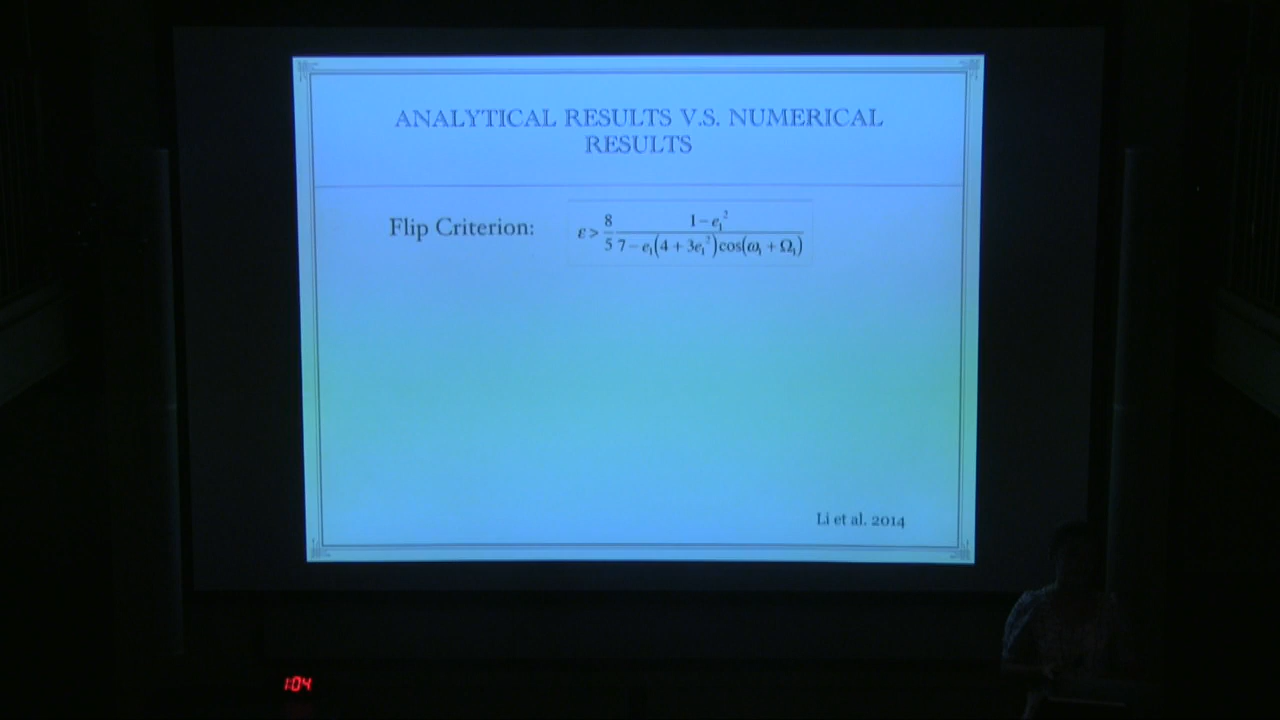 ANALYTICAL RESULTS V.S. NUMERICAL
RESULTS
Flip Criterion:
ε > 8/5 (1 − e₁²)/(7 − e₁(4 + 3e₁²)cos(ω₁ + Ω₁))
Li et al. 2014
1:04